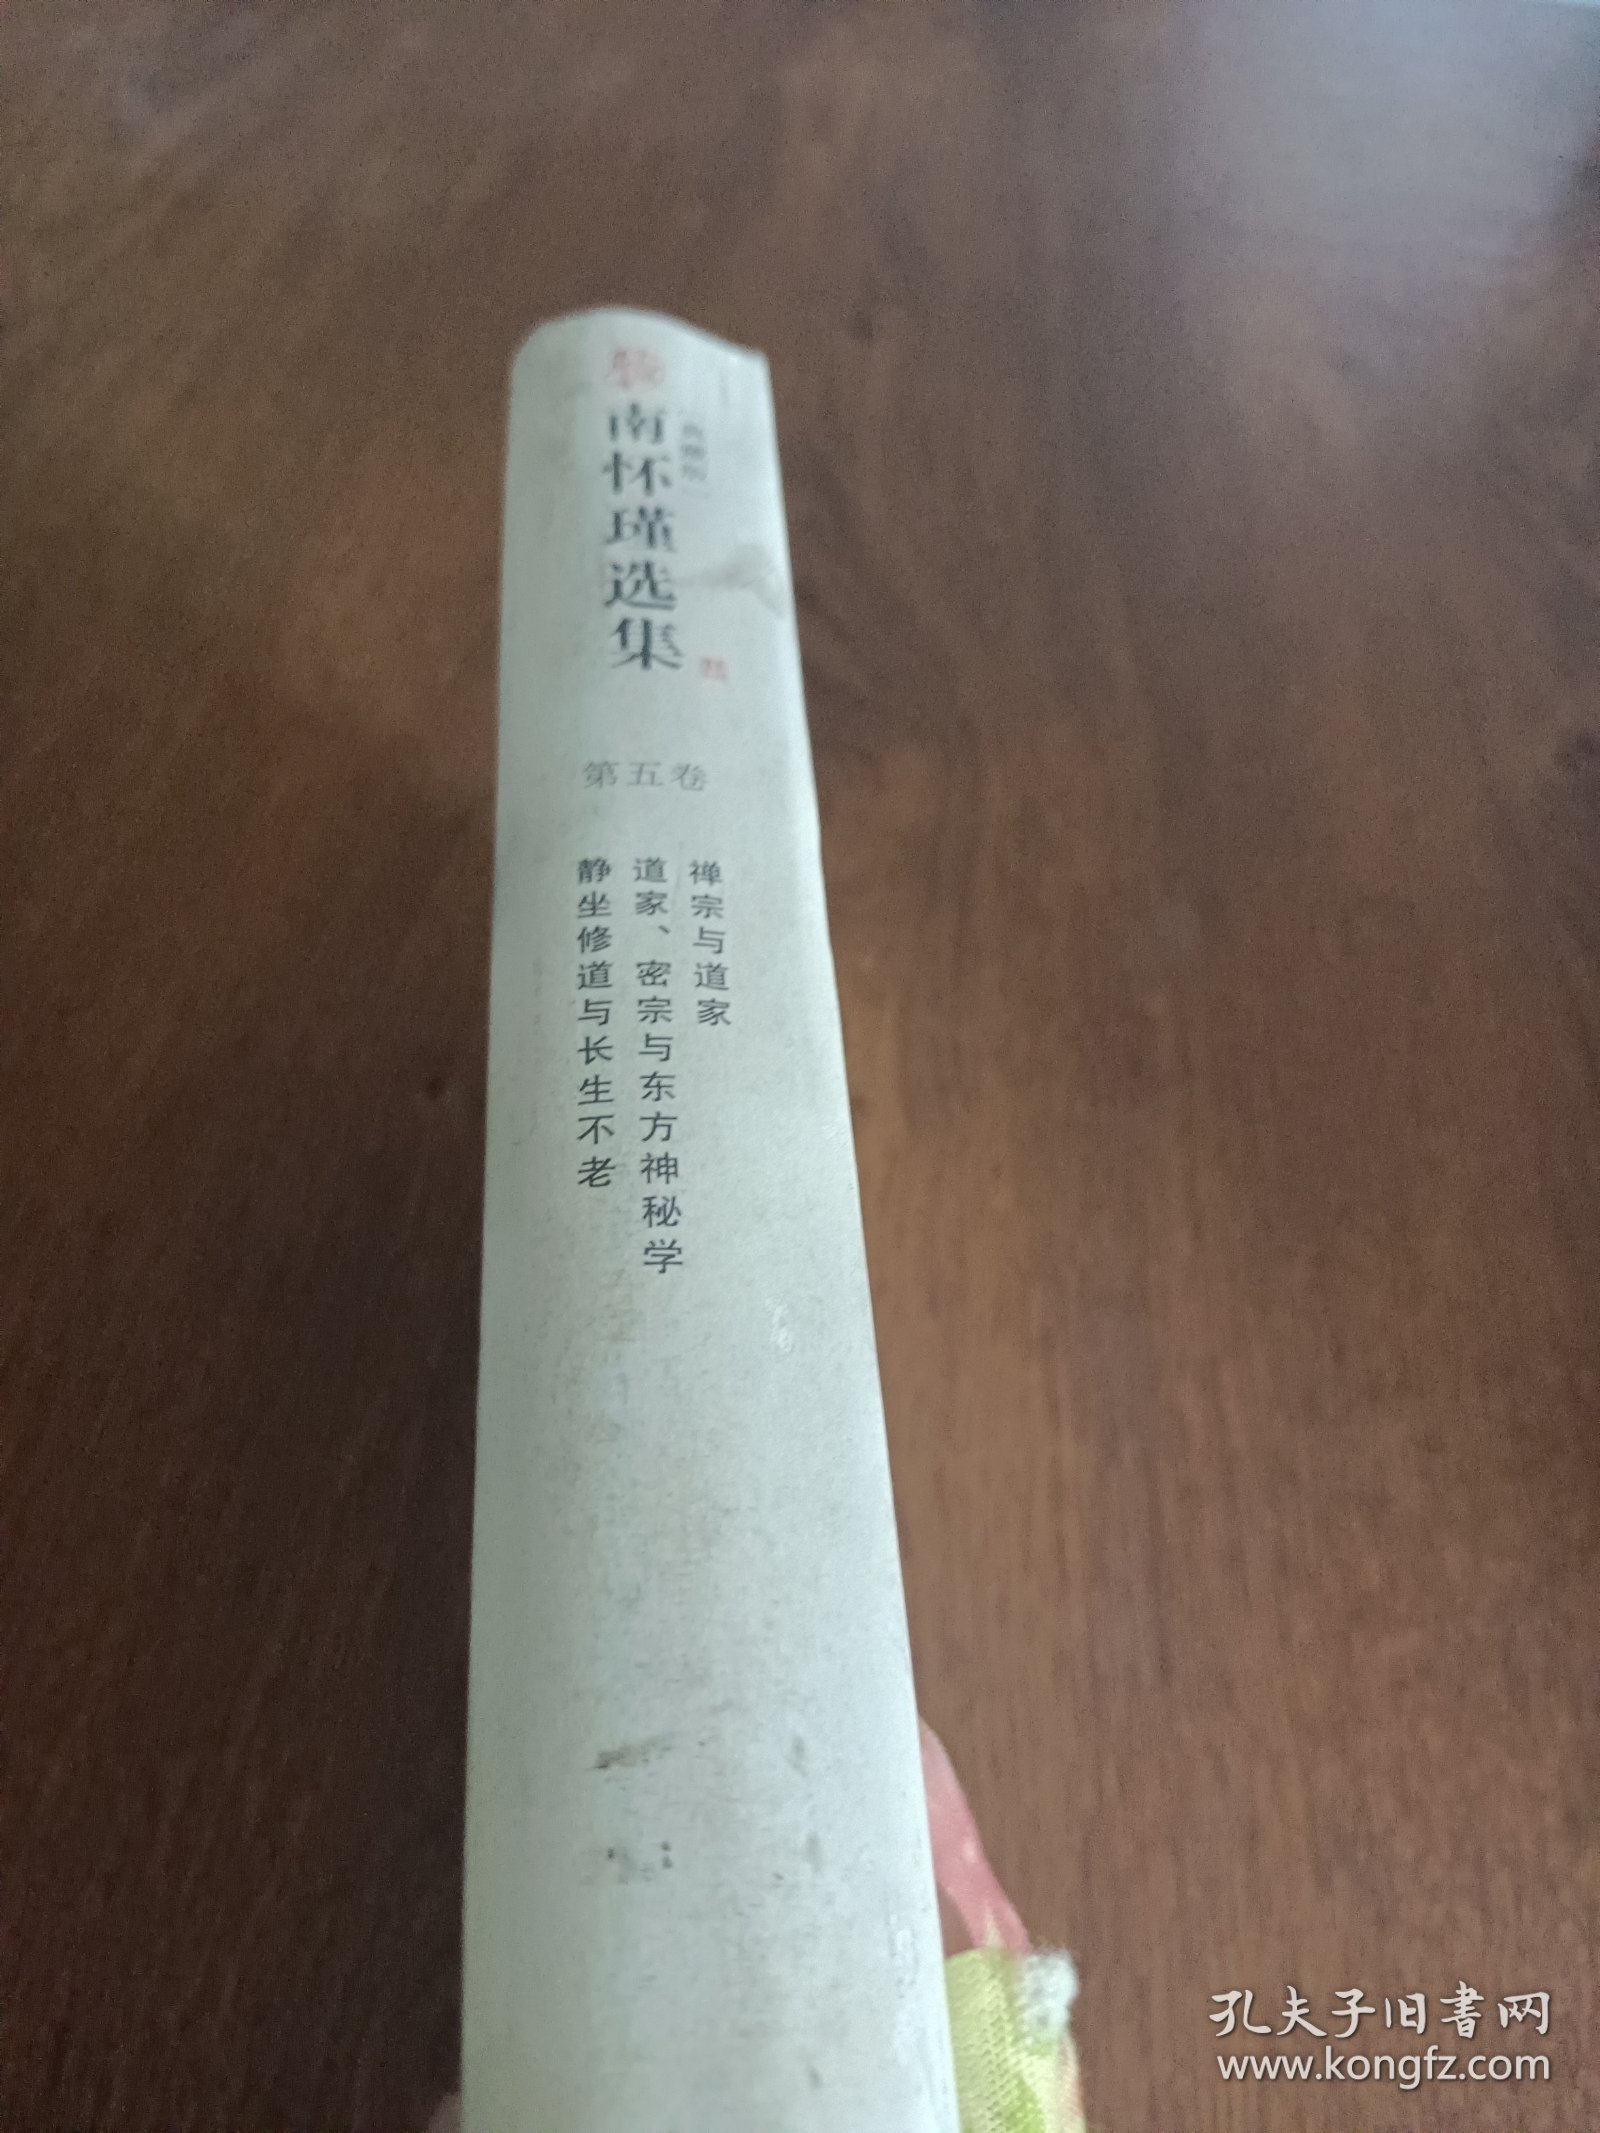 南怀瑾选集
第五卷
禅宗与道家
道家、密宗与东方神秘学
静坐修道与长生不老
孔夫子旧书网
www.kongfz.com